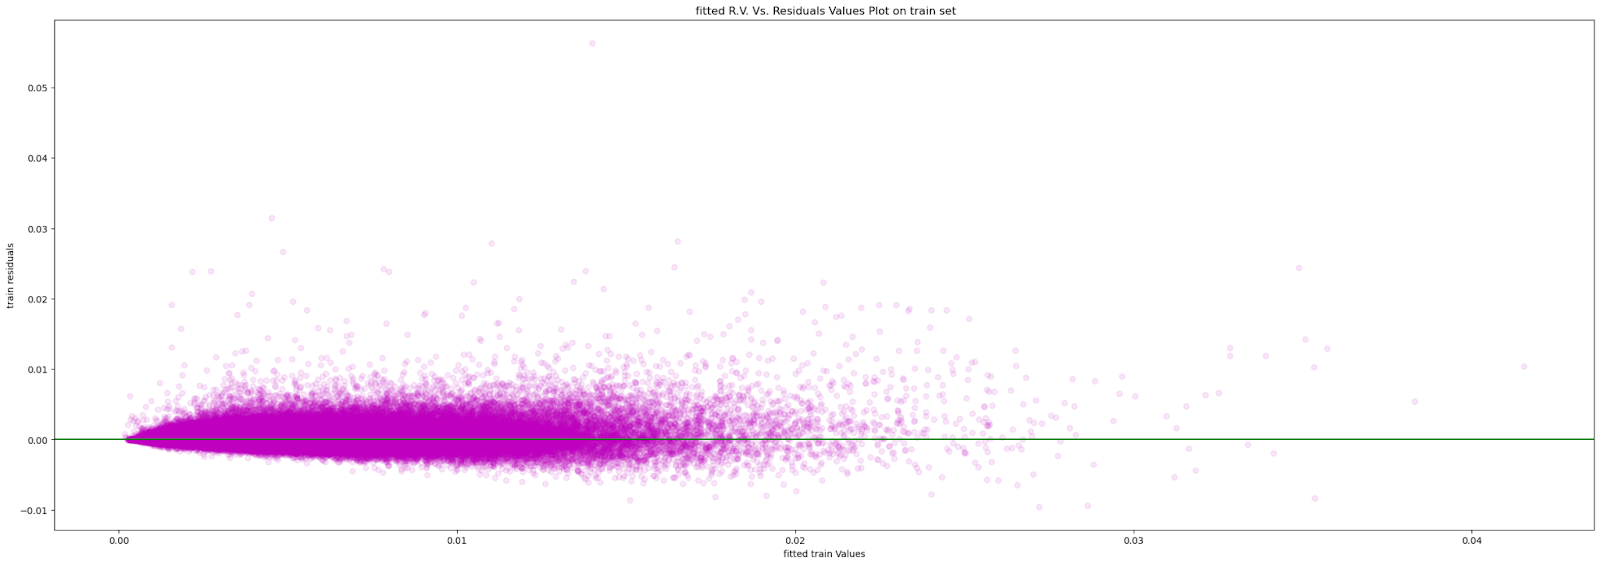 fitted R.V. Vs. Residuals Values Plot on train set
0.05
0.04
0.03
0.02
0.01
0.00
−0.01
train residuals
0.00 0.01 0.02 0.03 0.04
fitted train Values